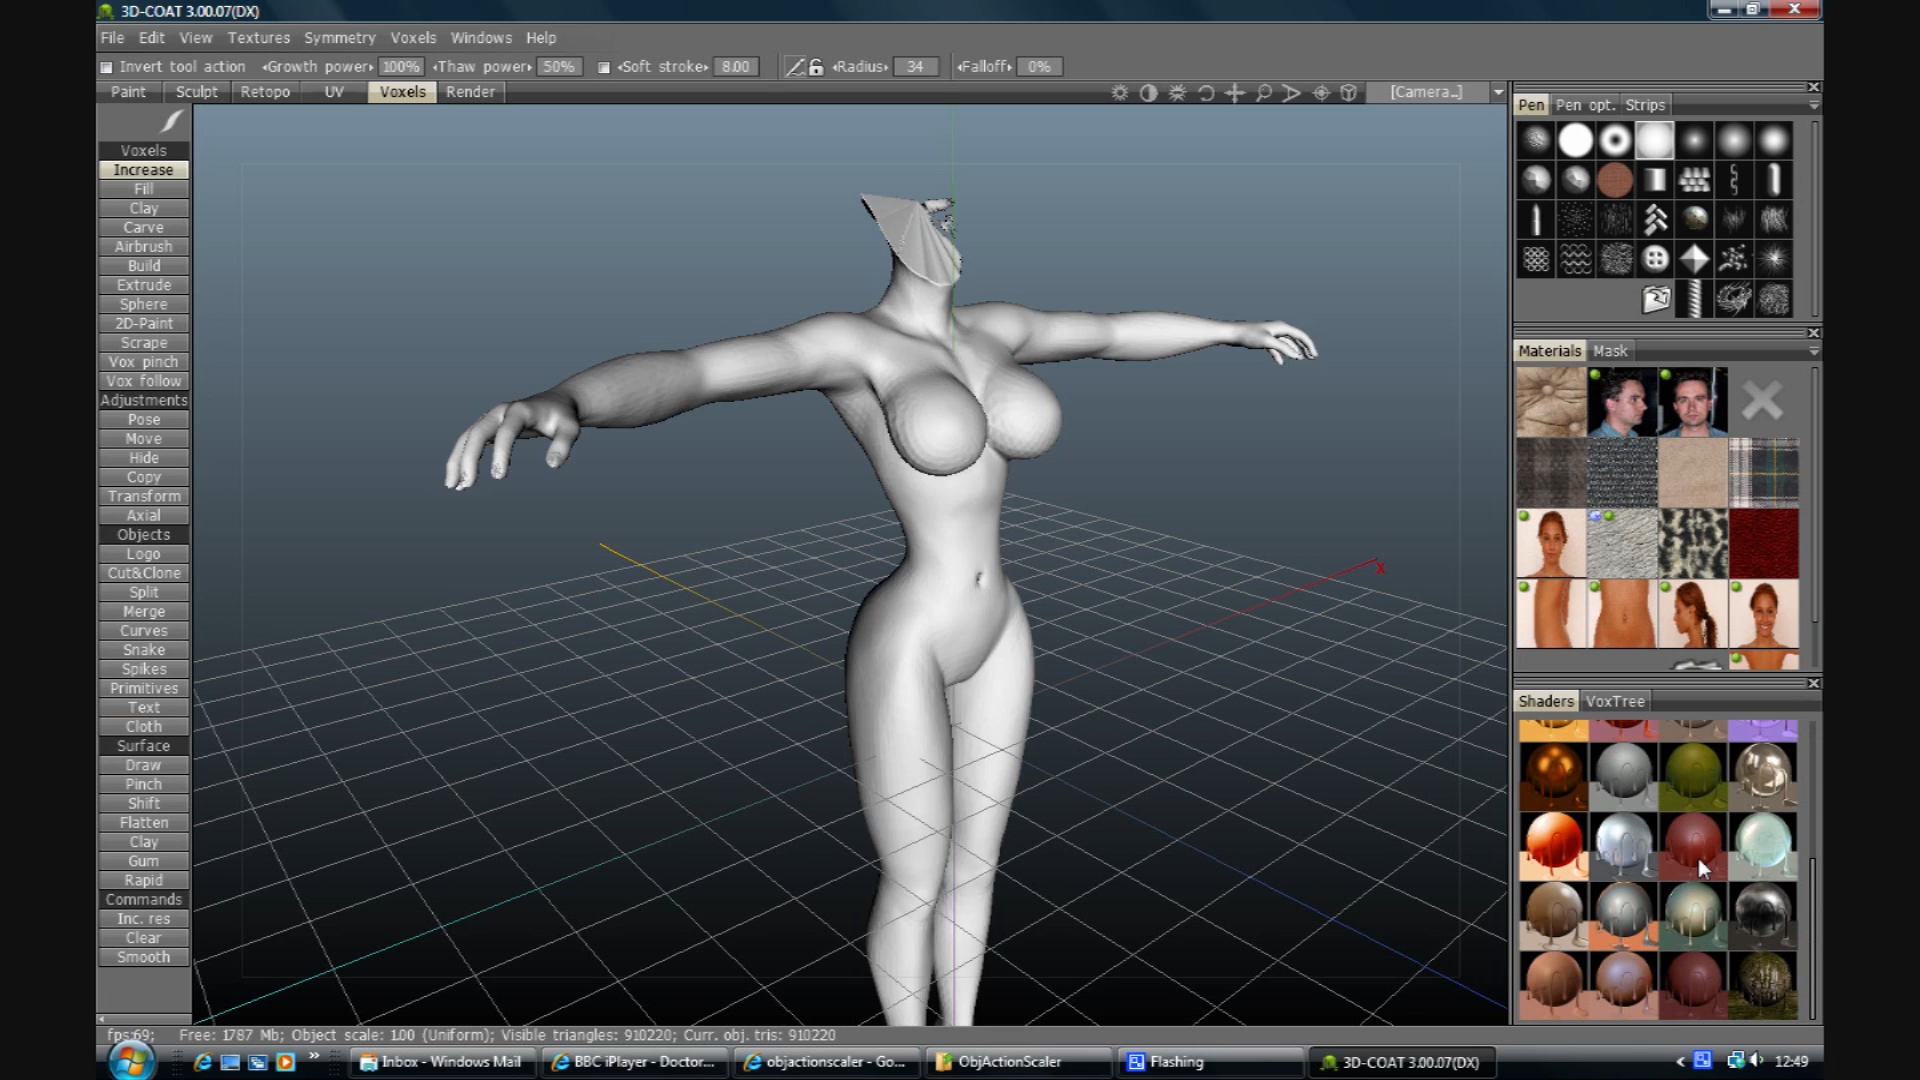 3D-COAT 3.00.07(DX)
File Edit View Textures Symmetry Voxels Windows Help
Invert tool action Growth power 100% Thaw power 50% Soft stroke 8.00 Radius 34 Falloff 0%
Paint Sculpt Retopo UV Voxels Render [Camera..]
Pen Pen opt. Strips
Voxels
Increase
Fill
Clay
Carve
Airbrush
Build
Extrude
Sphere
2D-Paint
Scrape
Vox pinch
Vox follow
Adjustments
Pose
Move
Hide
Copy
Transform
Axial
Objects
Logo
Cut&Clone
Split
Merge
Curves
Snake
Spikes
Primitives
Text
Cloth
Surface
Draw
Pinch
Shift
Flatten
Clay
Gum
Rapid
Commands
Inc. res
Clear
Smooth
X
Materials Mask
Shaders VoxTree
fps:69; Free: 1787 Mb; Object scale: 1.00 (Uniform); Visible triangles: 910220; Curr. obj. tris: 910220
Inbox - Windows Mail BBC iPlayer - Doctor... objactionscaler - Go... ObjActionScaler Flashing 3D-COAT 3.00.07(DX) 12:49